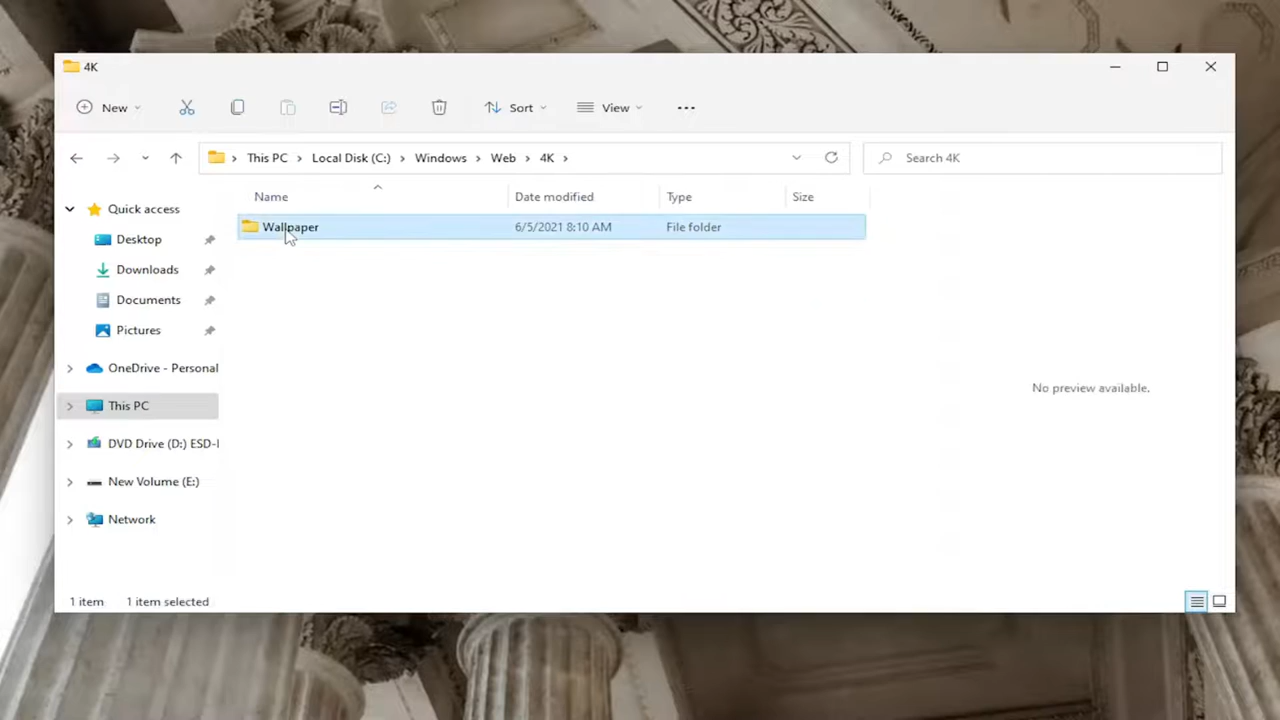 4K
New Sort View
This PC Local Disk (C:) Windows Web 4K Search 4K
Name Date modified Type Size
Wallpaper 6/5/2021 8:10 AM File folder
Quick access
Desktop
Downloads
Documents
Pictures
OneDrive - Personal
This PC
DVD Drive (D:) ESD-I
New Volume (E:)
Network
No preview available.
1 item 1 item selected